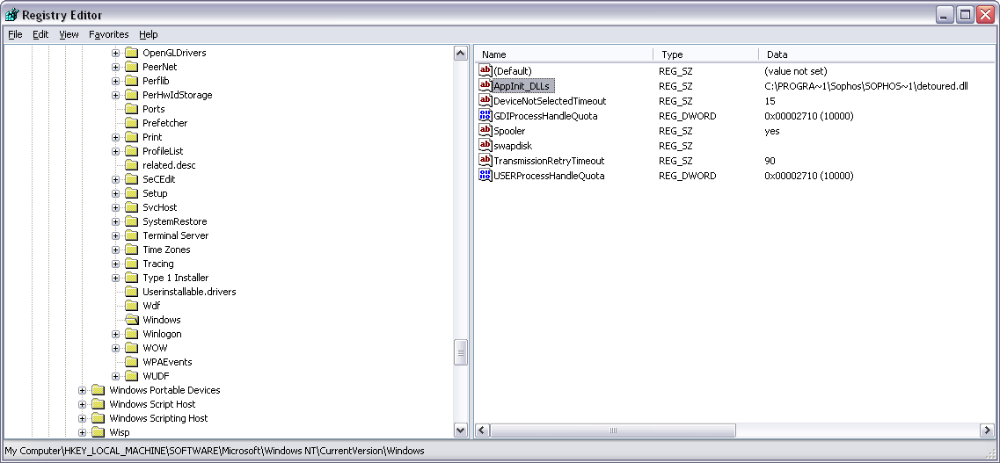 Registry Editor
File Edit View Favorites Help
OpenGLDrivers
PeerNet
Perflib
PerHwIdStorage
Ports
Prefetcher
Print
ProfileList
related.desc
SeCEdit
Setup
SvcHost
SystemRestore
Terminal Server
Time Zones
Tracing
Type 1 Installer
Userinstallable.drivers
Wdf
Windows
Winlogon
WOW
WPAEvents
WUDF
Windows Portable Devices
Windows Script Host
Windows Scripting Host
Wisp
Name Type Data
(Default) REG_SZ (value not set)
AppInit_DLLs REG_SZ C:\PROGRA~1\Sophos\SOPHOS~1\detoured.dll
DeviceNotSelectedTimeout REG_SZ 15
GDIProcessHandleQuota REG_DWORD 0x00002710 (10000)
Spooler REG_SZ yes
swapdisk REG_SZ
TransmissionRetryTimeout REG_SZ 90
USERProcessHandleQuota REG_DWORD 0x00002710 (10000)
My Computer\HKEY_LOCAL_MACHINE\SOFTWARE\Microsoft\Windows NT\CurrentVersion\Windows